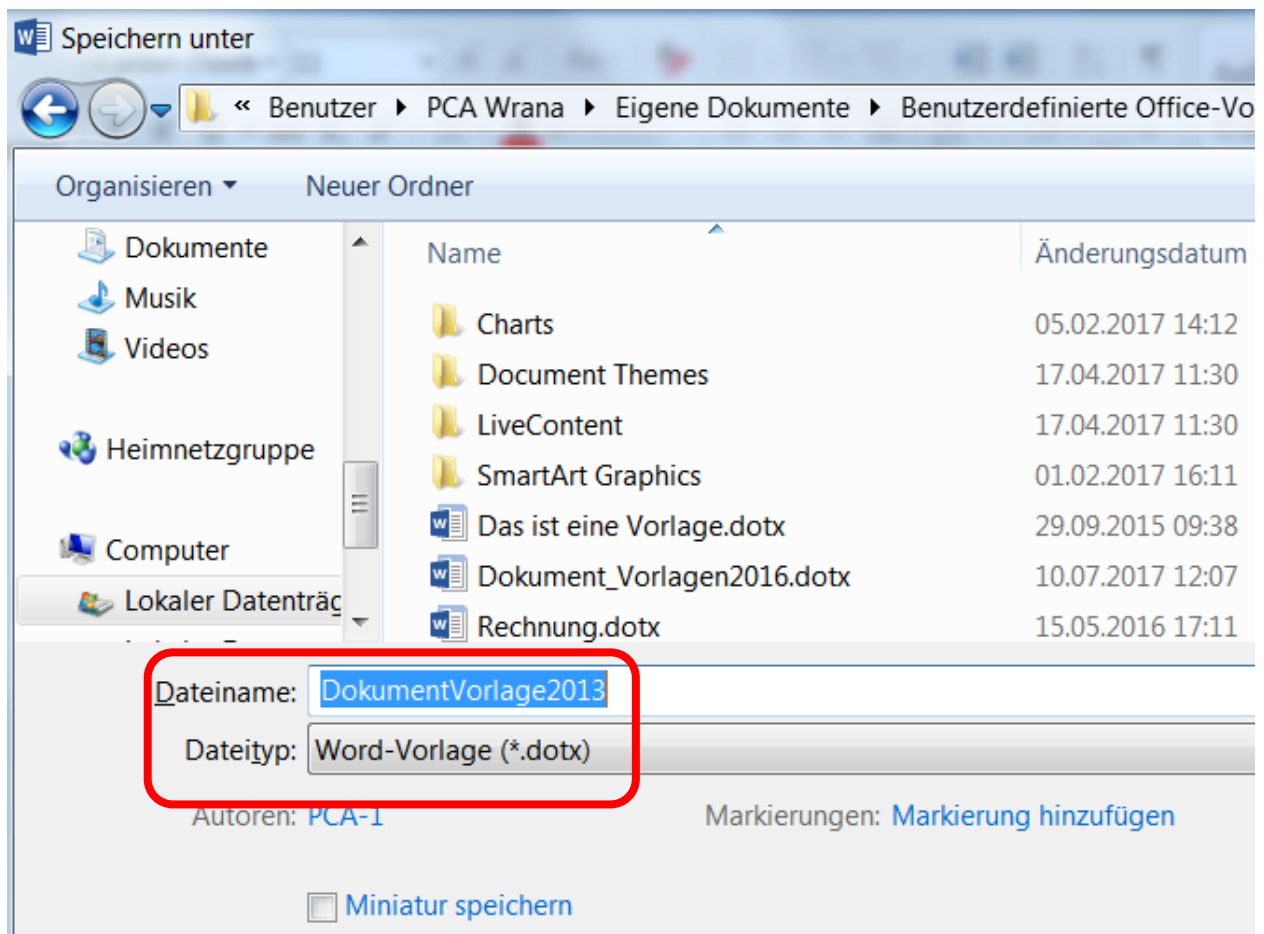 Speichern unter
« Benutzer ▸ PCA Wrana ▸ Eigene Dokumente ▸ Benutzerdefinierte Office-Vo
Organisieren Neuer Ordner
Dokumente
Musik
Videos
Heimnetzgruppe
Computer
Lokaler Datenträg
Name Änderungsdatum
Charts 05.02.2017 14:12
Document Themes 17.04.2017 11:30
LiveContent 17.04.2017 11:30
SmartArt Graphics 01.02.2017 16:11
Das ist eine Vorlage.dotx 29.09.2015 09:38
Dokument_Vorlagen2016.dotx 10.07.2017 12:07
Rechnung.dotx 15.05.2016 17:11
Dateiname: DokumentVorlage2013
Dateityp: Word-Vorlage (*.dotx)
Autoren: PCA-1 Markierungen: Markierung hinzufügen
Miniatur speichern